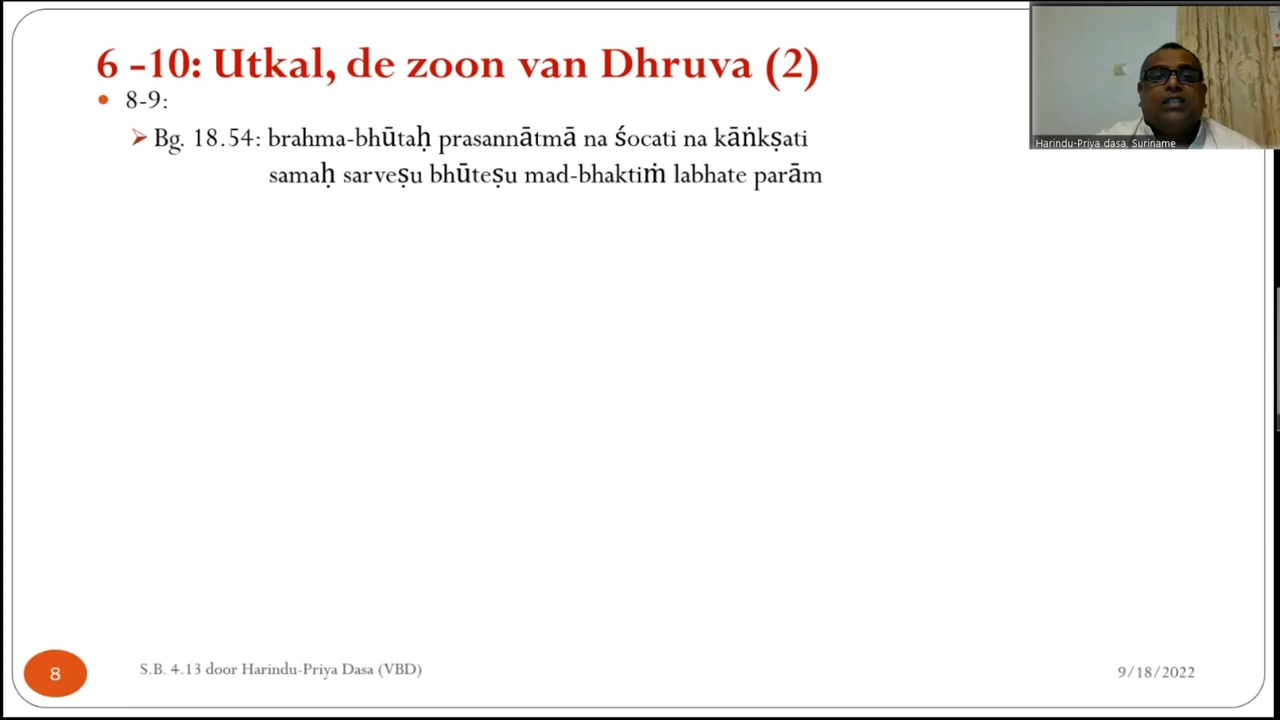 6 -10: Utkal, de zoon van Dhruva (2)
Harindu-Priya dasa, Suriname
8-9:
Bg. 18.54: brahma-bhūtaḥ prasannātmā na śocati na kāṅkṣati
samaḥ sarveṣu bhūteṣu mad-bhaktiṁ labhate parām
8
S.B. 4.13 door Harindu-Priya Dasa (VBD)
9/18/2022